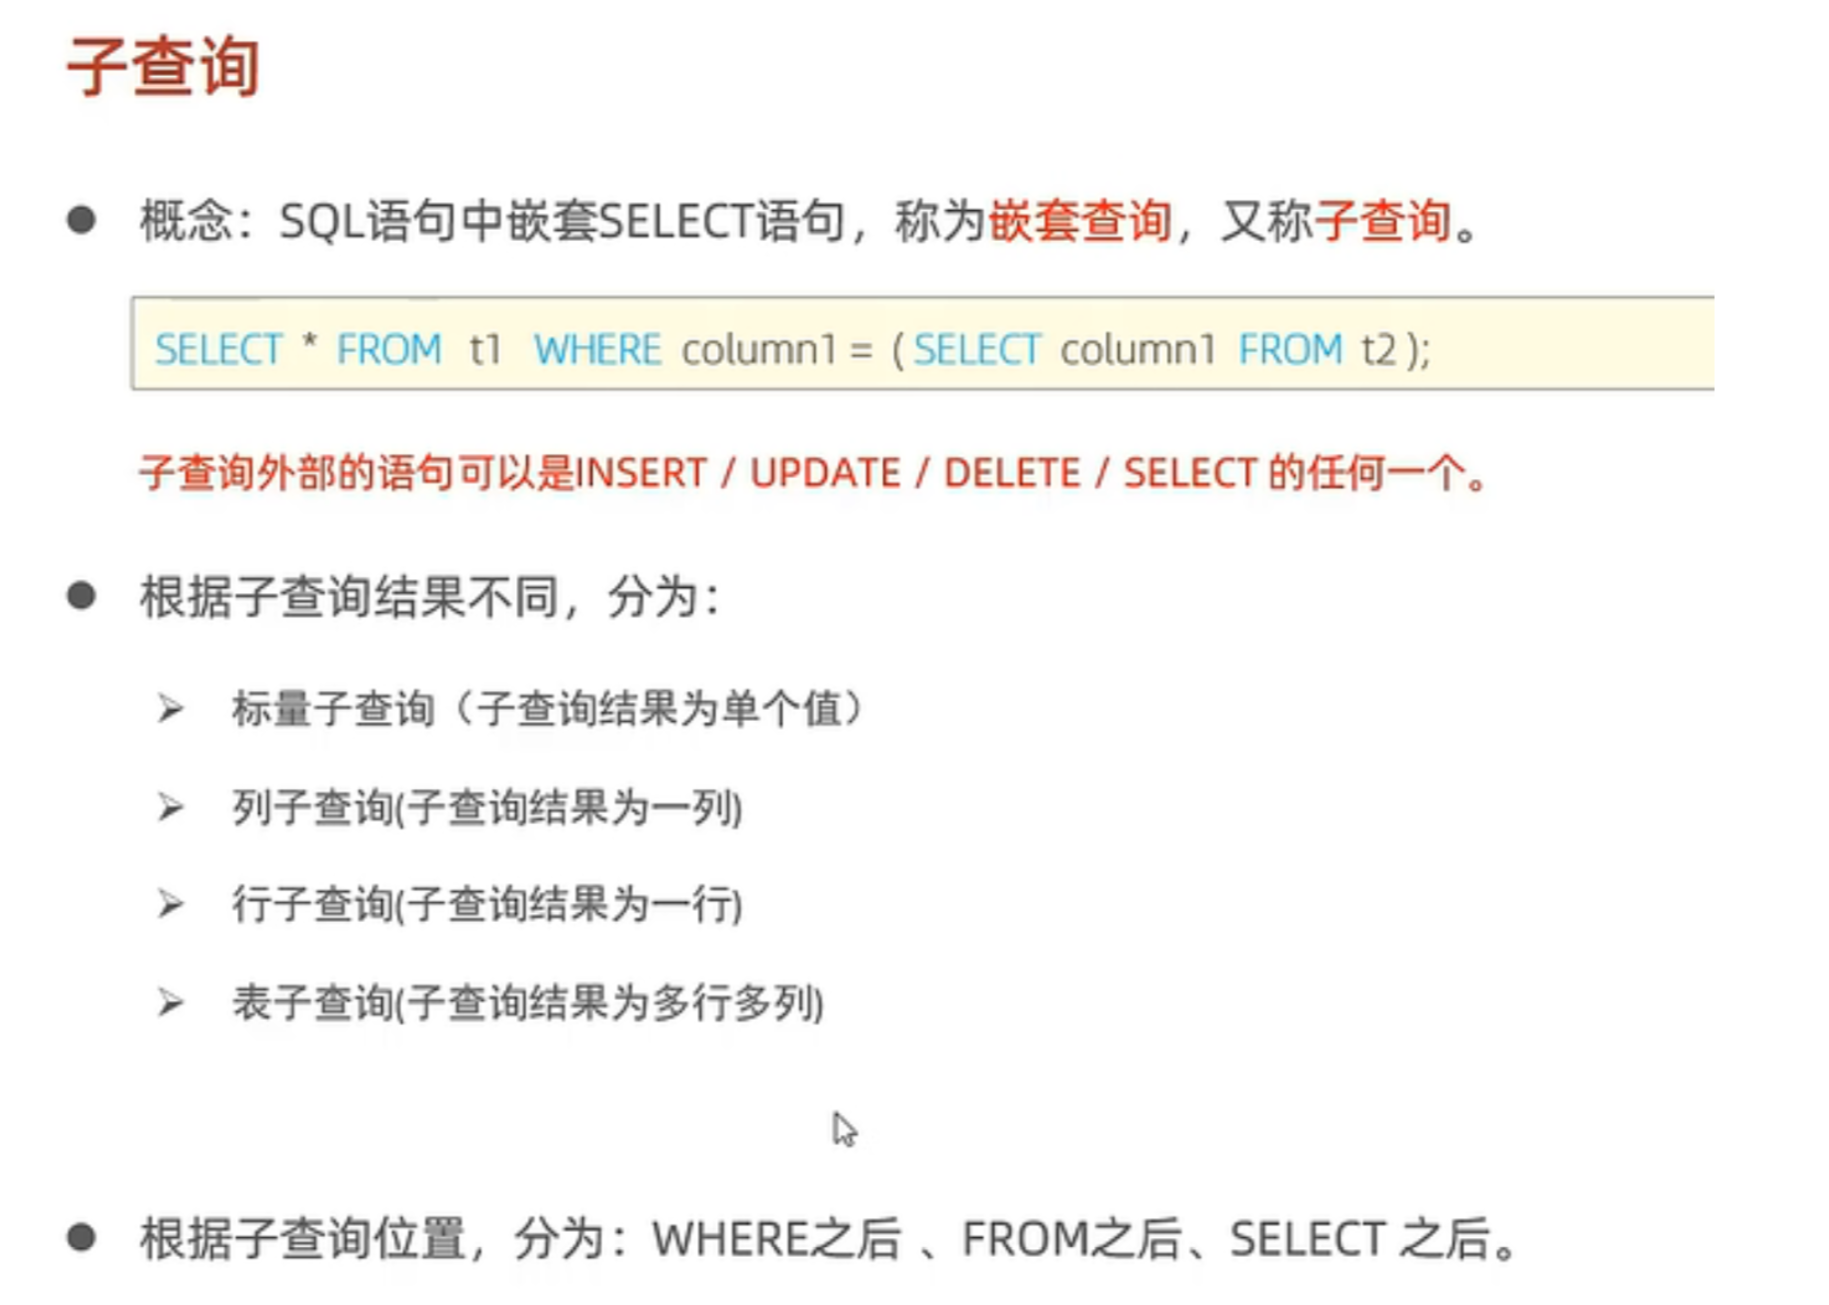 子查询
概念：SQL语句中嵌套SELECT语句，称为嵌套查询，又称子查询。
SELECT * FROM t1 WHERE column1 = ( SELECT column1 FROM t2 );
子查询外部的语句可以是INSERT / UPDATE / DELETE / SELECT 的任何一个。
根据子查询结果不同，分为：
标量子查询（子查询结果为单个值）
列子查询(子查询结果为一列)
行子查询(子查询结果为一行)
表子查询(子查询结果为多行多列)
根据子查询位置，分为：WHERE之后 、FROM之后、SELECT 之后。